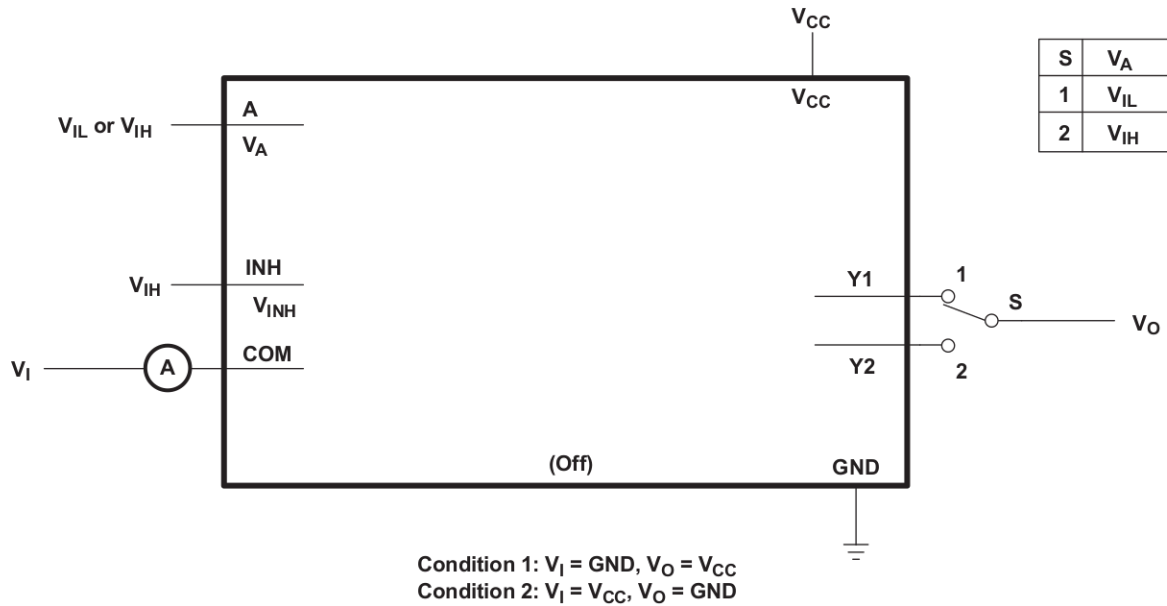 VCC
VCC
S VA
1 VIL
2 VIH
VIL or VIH
A
VA
VIH
INH
VINH
VI
A
COM
Y1
1
S
VO
Y2
2
(Off)
GND
Condition 1: VI = GND, VO = VCC
Condition 2: VI = VCC, VO = GND